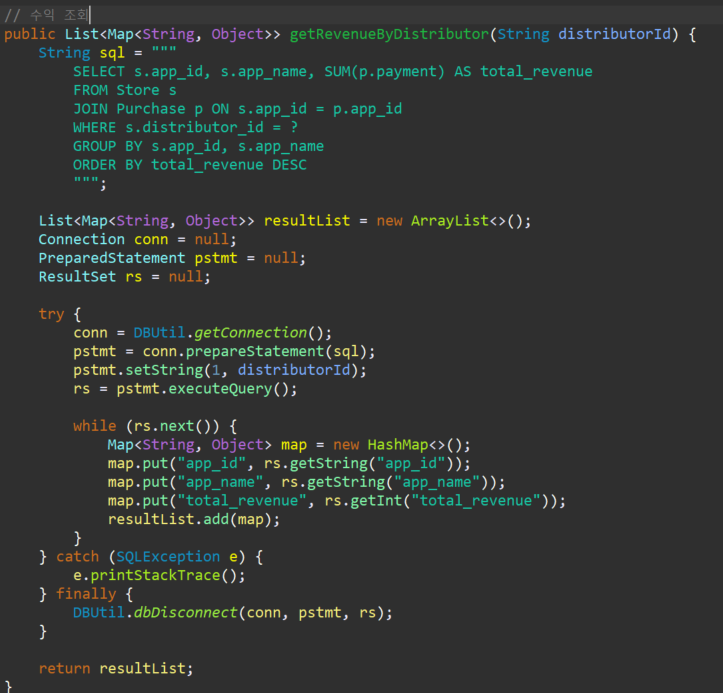 // 수익 조회
public List<Map<String, Object>> getRevenueByDistributor(String distributorId) {
    String sql = """
        SELECT s.app_id, s.app_name, SUM(p.payment) AS total_revenue
        FROM Store s
        JOIN Purchase p ON s.app_id = p.app_id
        WHERE s.distributor_id = ?
        GROUP BY s.app_id, s.app_name
        ORDER BY total_revenue DESC
        """;

    List<Map<String, Object>> resultList = new ArrayList<>();
    Connection conn = null;
    PreparedStatement pstmt = null;
    ResultSet rs = null;

    try {
        conn = DBUtil.getConnection();
        pstmt = conn.prepareStatement(sql);
        pstmt.setString(1, distributorId);
        rs = pstmt.executeQuery();

        while (rs.next()) {
            Map<String, Object> map = new HashMap<>();
            map.put("app_id", rs.getString("app_id"));
            map.put("app_name", rs.getString("app_name"));
            map.put("total_revenue", rs.getInt("total_revenue"));
            resultList.add(map);
        }
    } catch (SQLException e) {
        e.printStackTrace();
    } finally {
        DBUtil.dbDisconnect(conn, pstmt, rs);
    }

    return resultList;
}